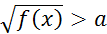 √f(x) > a